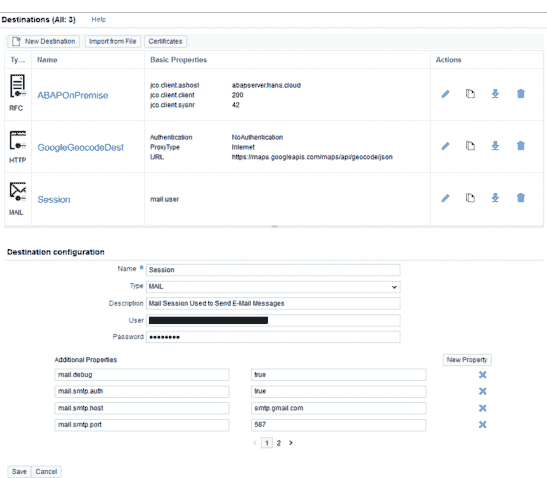 Destinations (All: 3) Help
New Destination Import from File Certificates
Ty... Name Basic Properties Actions
RFC ABAPOnPremise jco.client.ashost abapserver.hana.cloud
jco.client.client 200
jco.client.sysnr 42
HTTP GoogleGeocodeDest Authentication NoAuthentication
ProxyType Internet
URL https://maps.googleapis.com/maps/api/geocode/json
MAIL Session mail.user
Destination configuration
Name * Session
Type MAIL
Description Mail Session Used to Send E-Mail Messages
User
Password ●●●●●●●●
Additional Properties New Property
mail.debug true
mail.smtp.auth true
mail.smtp.host smtp.gmail.com
mail.smtp.port 587
< 1 2 >
Save Cancel